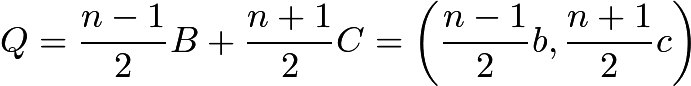 Q = \frac{n-1}{2}B + \frac{n+1}{2}C = \left(\frac{n-1}{2}b, \frac{n+1}{2}c\right)